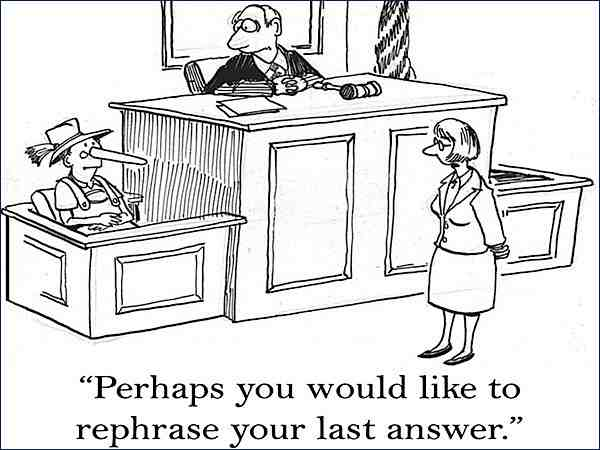 “Perhaps you would like to
rephrase your last answer.”